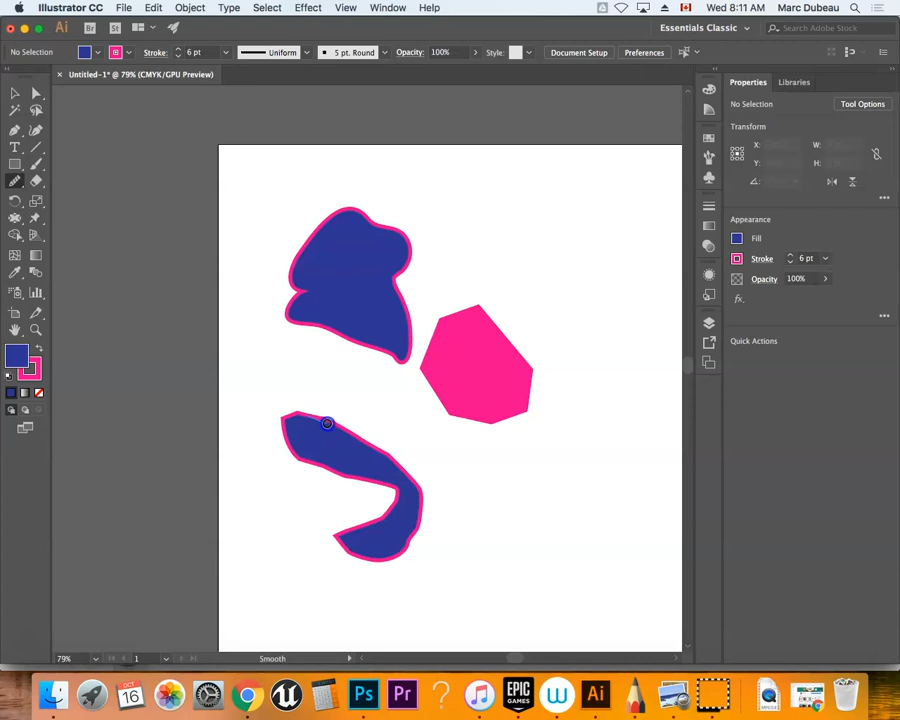 Illustrator CC File Edit Object Type Select Effect View Window Help Wed 8:11 AM Marc Dubeau
Ai Br St Essentials Classic Search Adobe Stock
No Selection Stroke: 6 pt Uniform 5 pt. Round Opacity: 100% Style: Document Setup Preferences
× Untitled-1* @ 79% (CMYK/GPU Preview)
Properties Libraries
No Selection Tool Options
Transform
X: W:
Y: H:
Appearance
Fill
Stroke 6 pt
Opacity 100%
fx.
Quick Actions
T
79% 1 Smooth
OCT 16 Ps Pr ? EPIC GAMES W Ai MPEG4